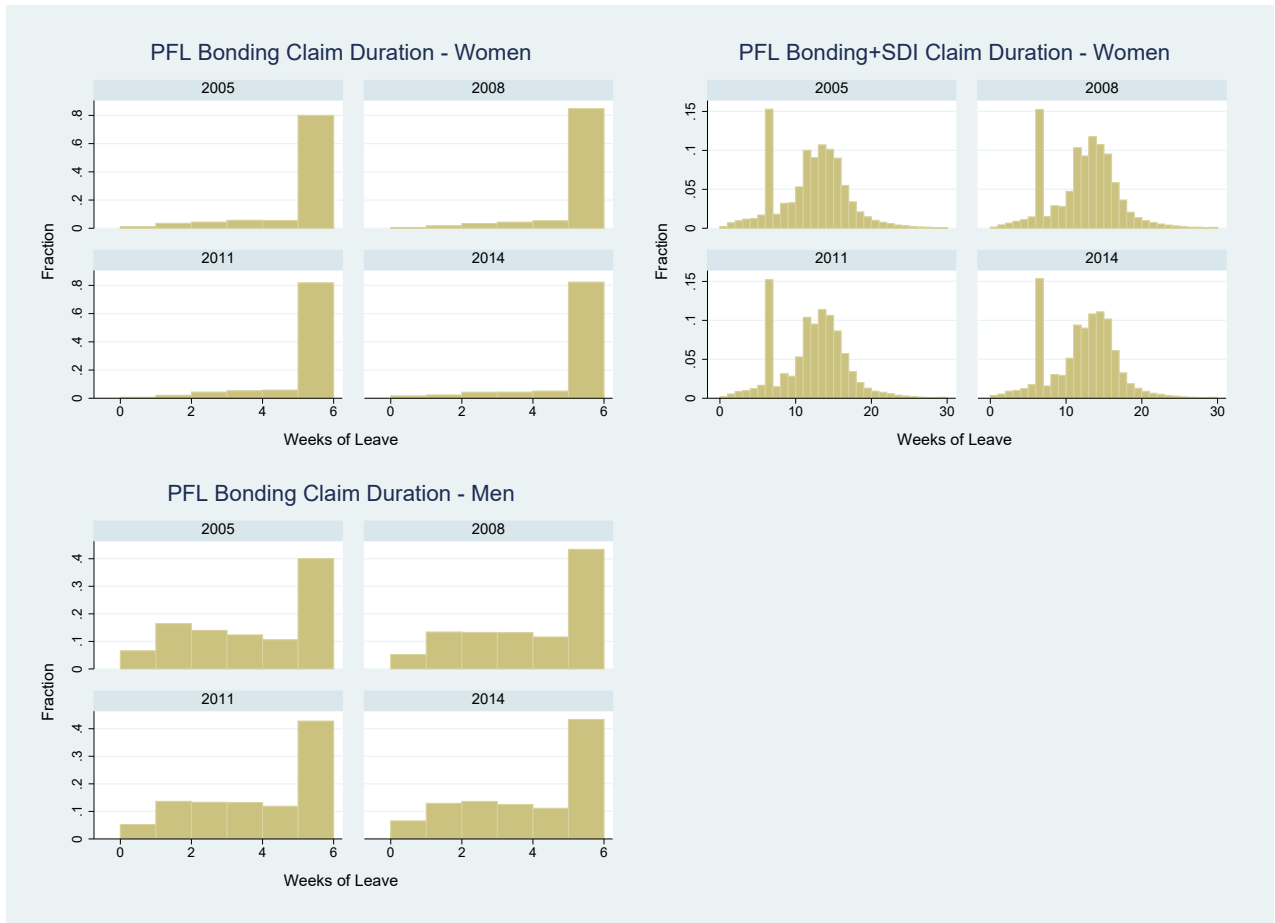 PFL Bonding Claim Duration - Women
2005
2008
.8
.6
.4
.2
0
2011
2014
.8
.6
.4
.2
0
0 2 4 6
0 2 4 6
Fraction
Weeks of Leave
PFL Bonding+SDI Claim Duration - Women
2005
2008
.15
.1
.05
0
2011
2014
.15
.1
.05
0
0 10 20 30
0 10 20 30
Fraction
Weeks of Leave
PFL Bonding Claim Duration - Men
2005
2008
.4
.3
.2
.1
0
2011
2014
.4
.3
.2
.1
0
0 2 4 6
0 2 4 6
Fraction
Weeks of Leave